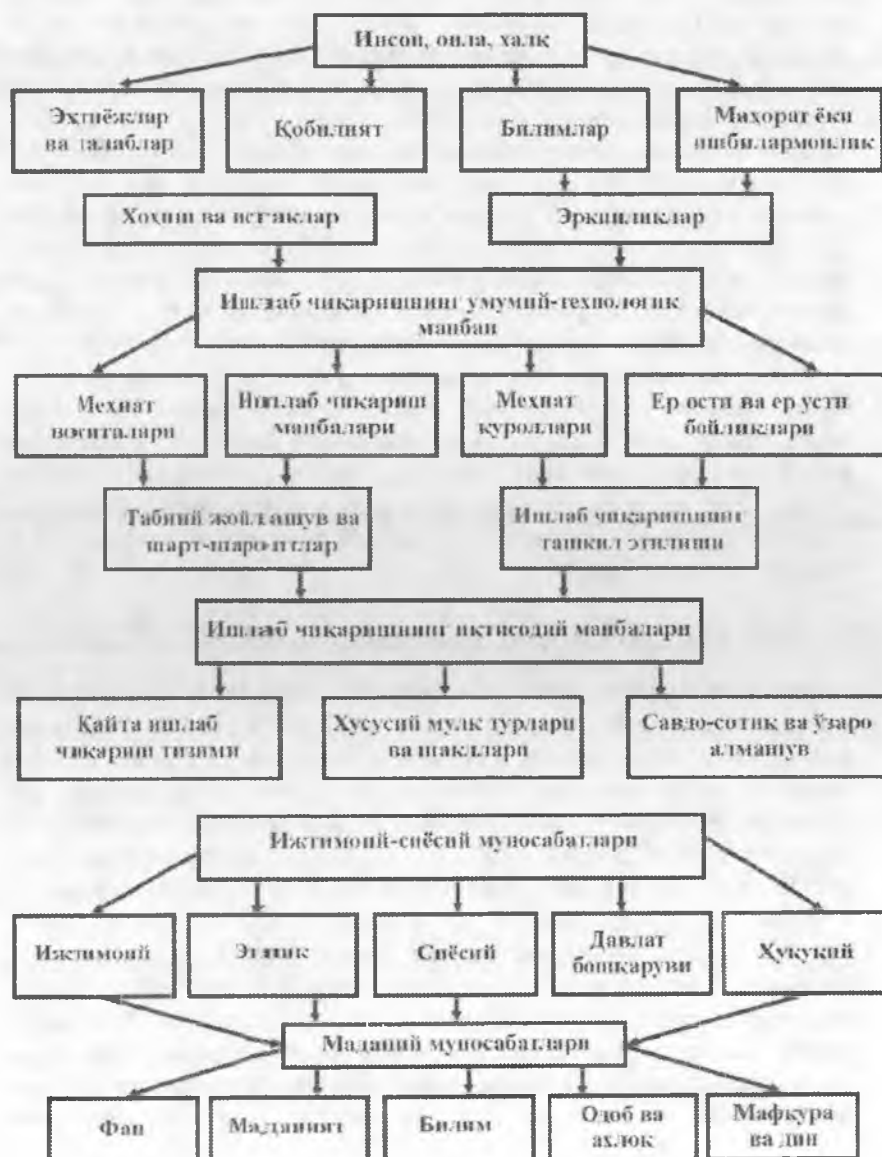 Инсон, оила, халқ
Эҳтиёжлар
ва талаблар
Қобилият
Билимлар
Михорат ёки
ишбилармонлик
Хоҳиш ва истаклар
Эркинликлар
Ишлаб чиқаришнинг умумий-технологик
манбаи
Меҳнат
воситалари
Ишлаб чиқариш
манбалари
Меҳнат
қуроллари
Ер ости ва ер усти
бойликлари
Табиий жойлашув ва
шарт-шароитлар
Ишлаб чиқаришнинг
ташкил этилиши
Ишлаб чиқаришнинг иқтисодий манбалари
Қайта ишлаб
чиқариш тизими
Хусусий мулк турлари
ва шакллари
Савдо-сотиқ ва ўзаро
алмашув
Ижтимоий-сиёсий муносабатлари
Ижтимоий
Этник
Сиёсий
Давлат
бошқаруви
Ҳуқуқий
Маданий муносабатлари
Фан
Маданият
Билим
Одоб ва
ахлоқ
Мафкура
ва дин